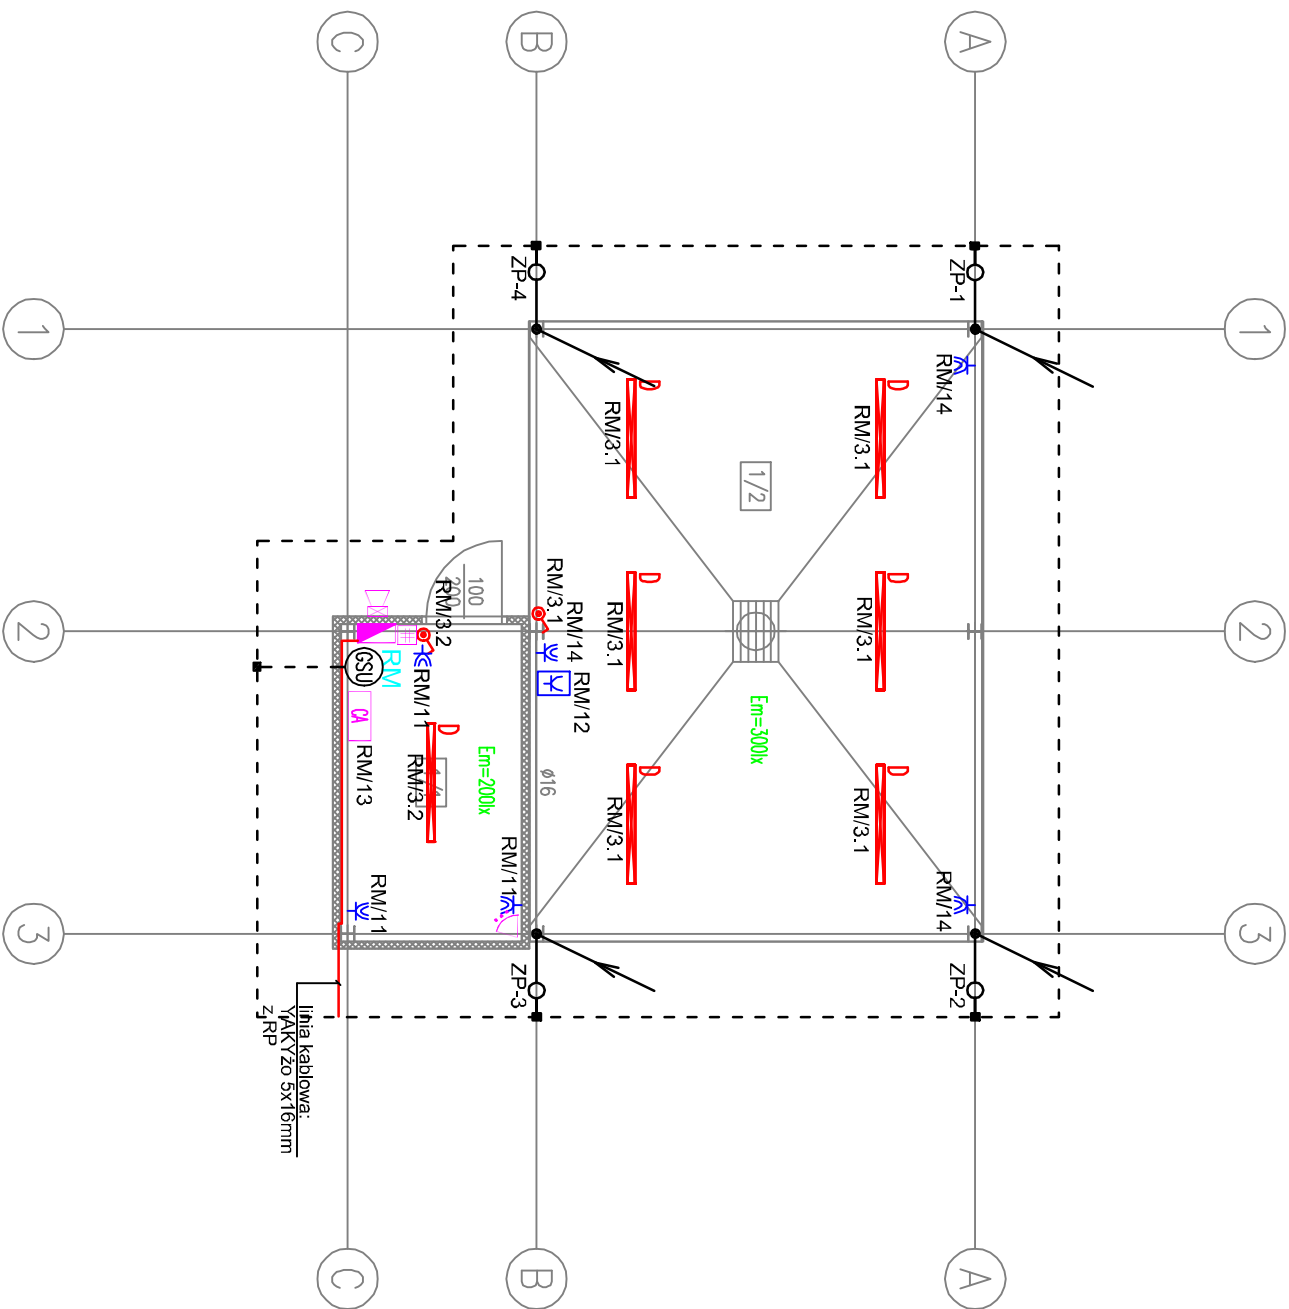 C
B
A
1
1
2
2
3
3
C
B
A
ZP-4
ZP-1
RM/14
RM/3.1
D
RM/3.1
D
1/2
RM/3.1
D
RM/3.1
D
RM/3.1
RM/14
RM/12
Em=300lx
100
200
RM/3.2
RM
GSU
CA
RM/11
RM/13
D
RM/3.2
1/1
Em=200lx
ø16
RM/3.1
D
RM/3.1
D
RM/14
RM/11
RM/11
ZP-3
ZP-2
linia kablowa:
YAKYżo 5x16mm
z RP